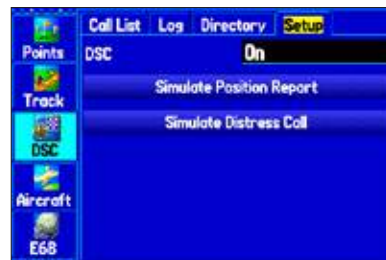 Call List Log Directory Setup
Points
DSC On
Simulate Position Report
Track
Simulate Distress Call
DSC
Aircraft
E6B